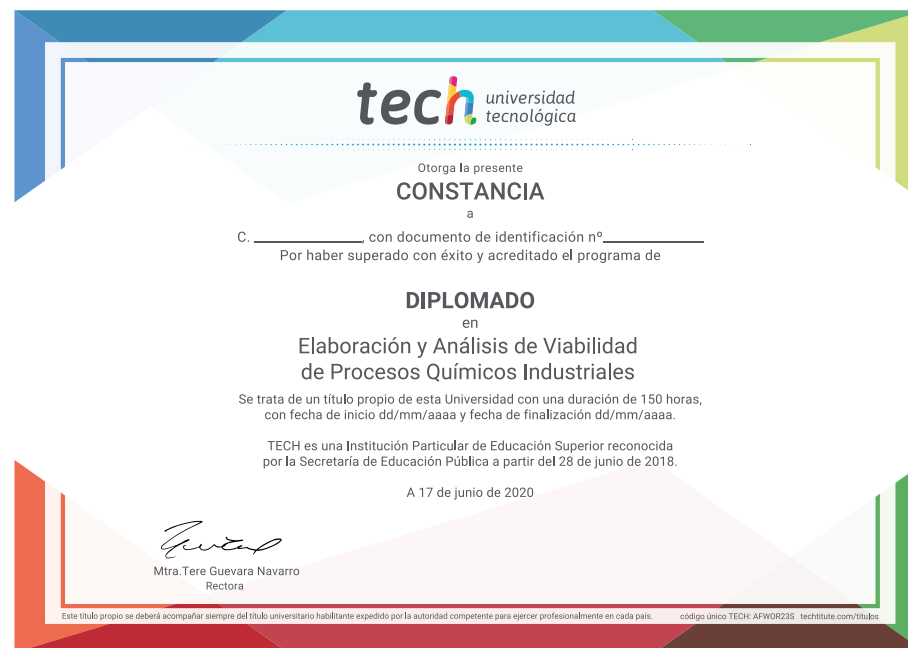 tech universidad
tecnológica
Otorga la presente
CONSTANCIA
a
C. ____________, con documento de identificación nº____________
Por haber superado con éxito y acreditado el programa de
DIPLOMADO
en
Elaboración y Análisis de Viabilidad
de Procesos Químicos Industriales
Se trata de un título propio de esta Universidad con una duración de 150 horas,
con fecha de inicio dd/mm/aaaa y fecha de finalización dd/mm/aaaa.
TECH es una Institución Particular de Educación Superior reconocida
por la Secretaría de Educación Pública a partir del 28 de junio de 2018.
A 17 de junio de 2020
Mtra.Tere Guevara Navarro
Rectora
Este título propio se deberá acompañar siempre del título universitario habilitante expedido por la autoridad competente para ejercer profesionalmente en cada país. código único TECH: AFWOR23S techtitute.com/titulos